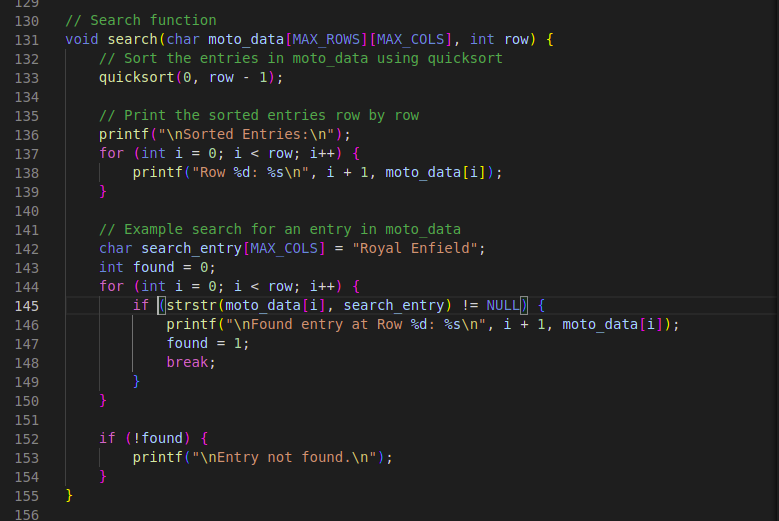 129
130 // Search function
131 void search(char moto_data[MAX_ROWS][MAX_COLS], int row) {
132     // Sort the entries in moto_data using quicksort
133     quicksort(0, row - 1);
134
135     // Print the sorted entries row by row
136     printf("\nSorted Entries:\n");
137     for (int i = 0; i < row; i++) {
138         printf("Row %d: %s\n", i + 1, moto_data[i]);
139     }
140
141     // Example search for an entry in moto_data
142     char search_entry[MAX_COLS] = "Royal Enfield";
143     int found = 0;
144     for (int i = 0; i < row; i++) {
145         if (strstr(moto_data[i], search_entry) != NULL) {
146             printf("\nFound entry at Row %d: %s\n", i + 1, moto_data[i]);
147             found = 1;
148             break;
149         }
150     }
151
152     if (!found) {
153         printf("\nEntry not found.\n");
154     }
155 }
156